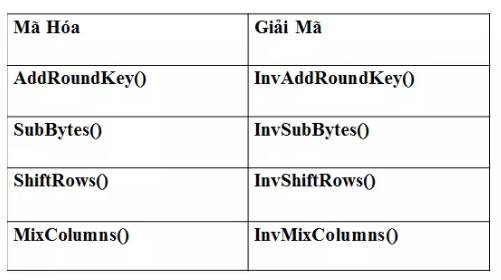 Mã Hóa Giải Mã
AddRoundKey() InvAddRoundKey()
SubBytes() InvSubBytes()
ShiftRows() InvShiftRows()
MixColumns() InvMixColumns()